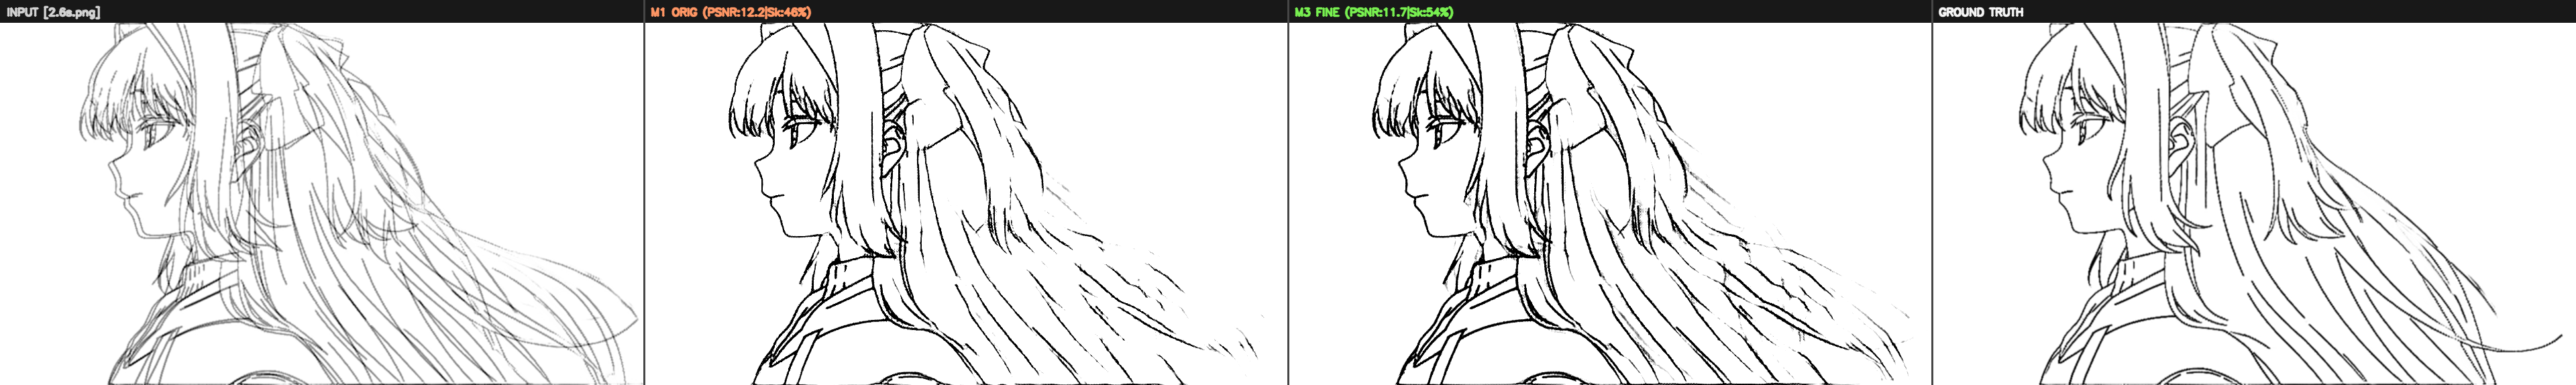 INPUT [2.6s.png]
M1 ORIG (PSNR:12.2|Sk:46%)
M3 FINE (PSNR:11.7|Sk:54%)
GROUND TRUTH